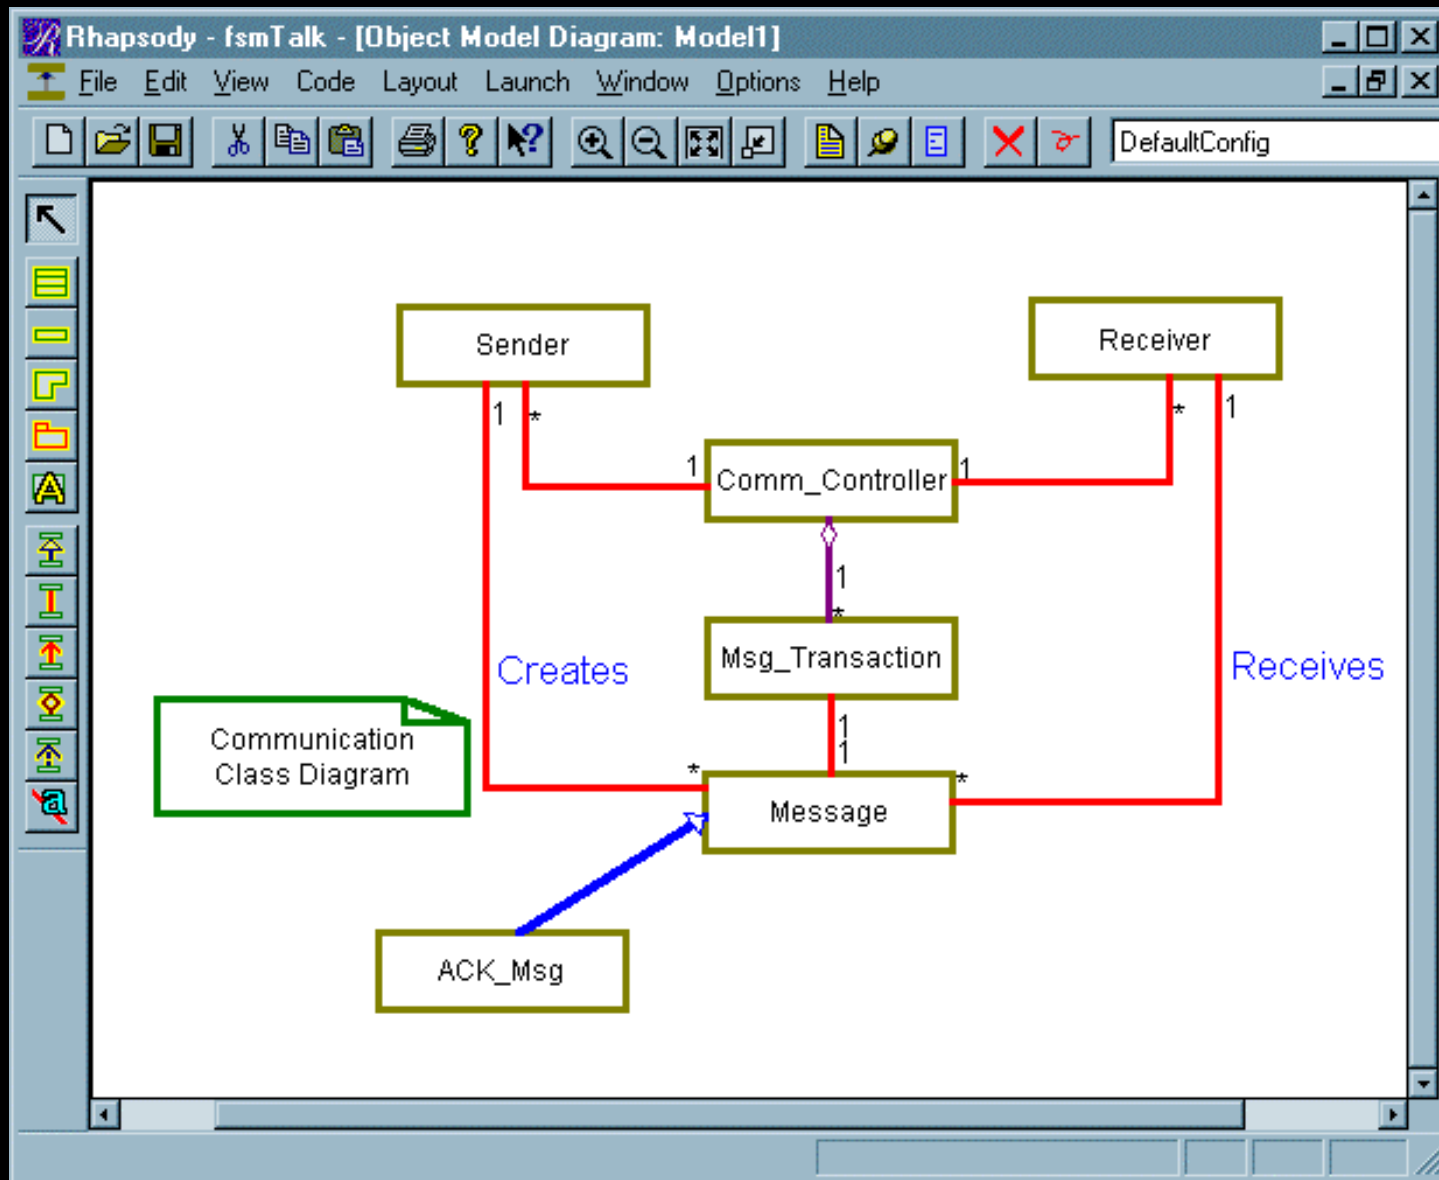 Rhapsody - fsmTalk - [Object Model Diagram: Model1]
File Edit View Code Layout Launch Window Options Help
DefaultConfig
Sender
Receiver
1
*
*
1
1
Comm_Controller
1
1
*
Msg_Transaction
Creates
Receives
1
1
Communication
Class Diagram
*
*
Message
ACK_Msg